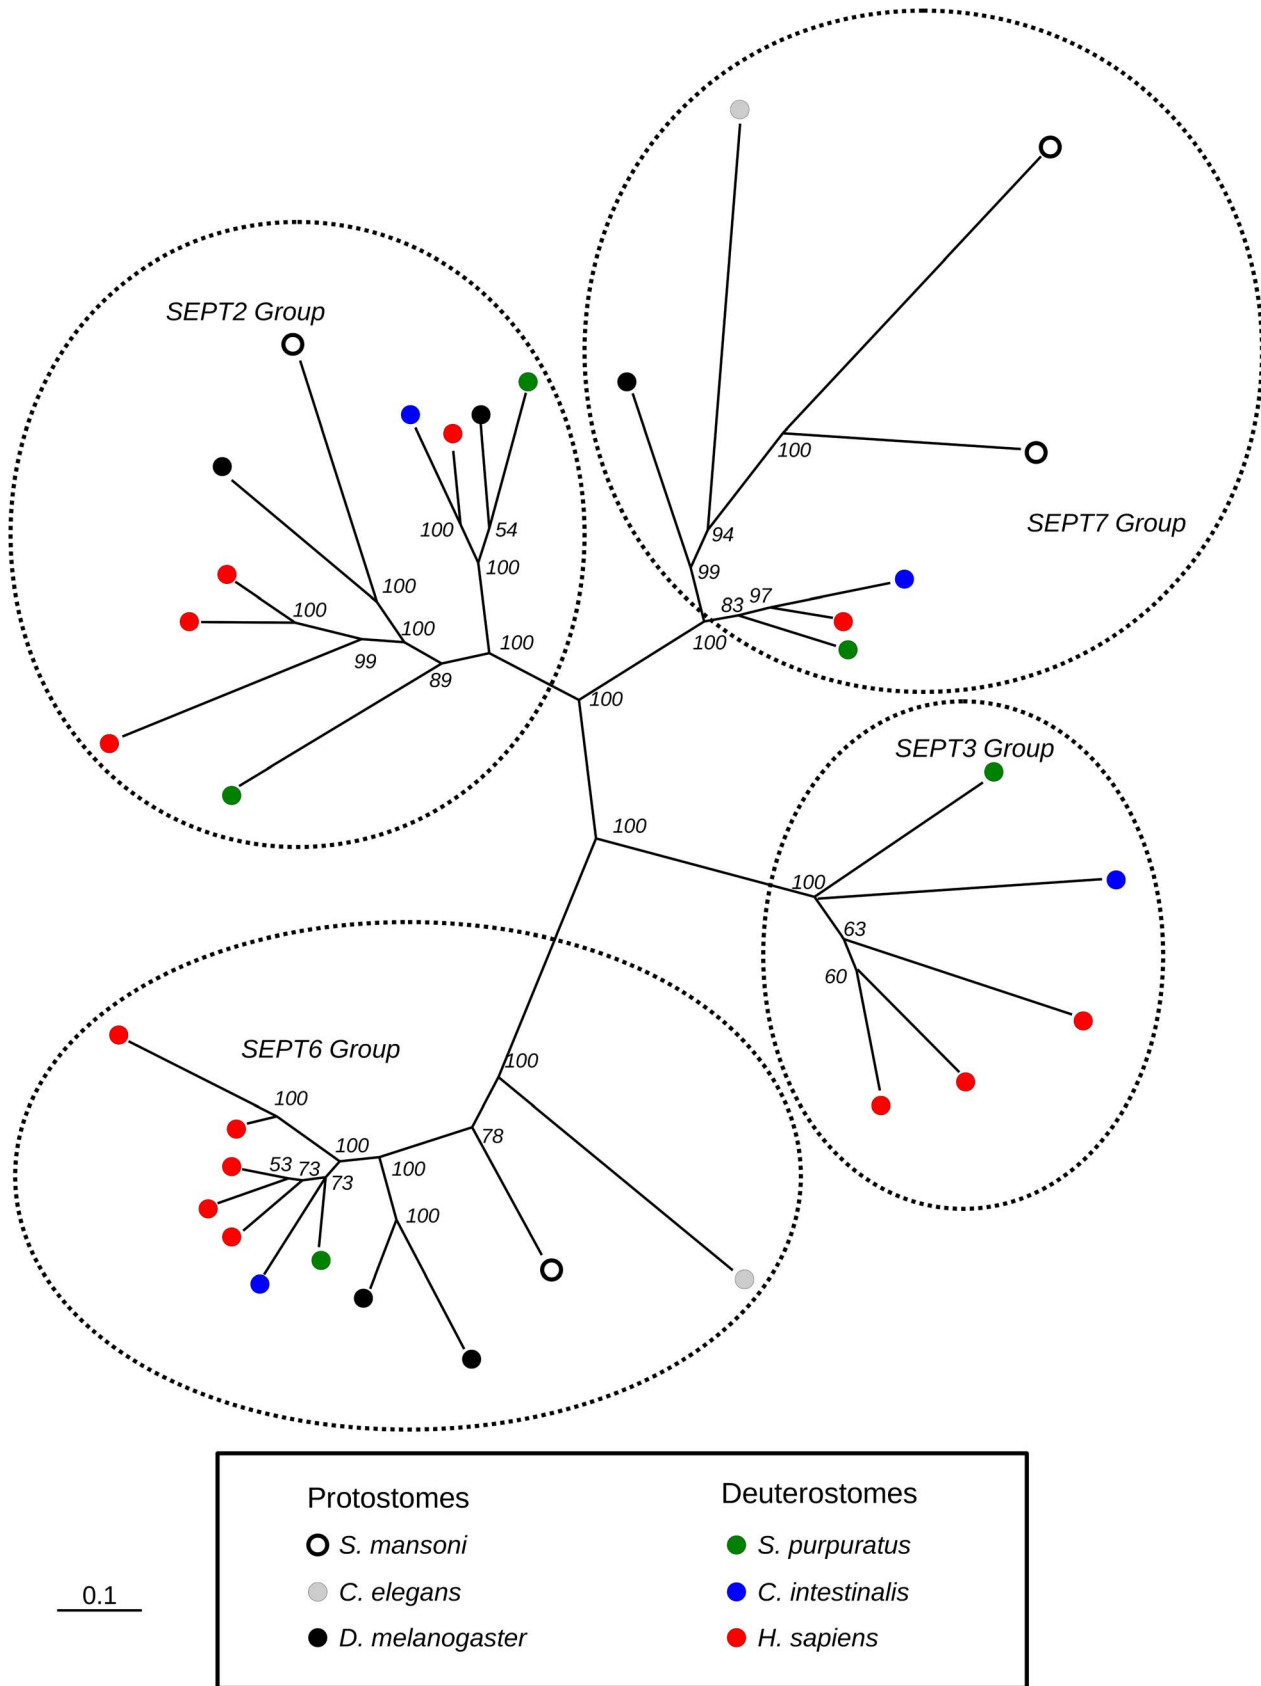 SEPT2 Group
100
54
100
100
94
99
SEPT7 Group
100
100
100
83
97
100
99
89
100
100
SEPT3 Group
100
100
63
60
SEPT6 Group
100
100
100
78
53
73
73
100
100
Protostomes
Deuterostomes
S. mansoni
S. purpuratus
C. elegans
C. intestinalis
0.1
D. melanogaster
H. sapiens